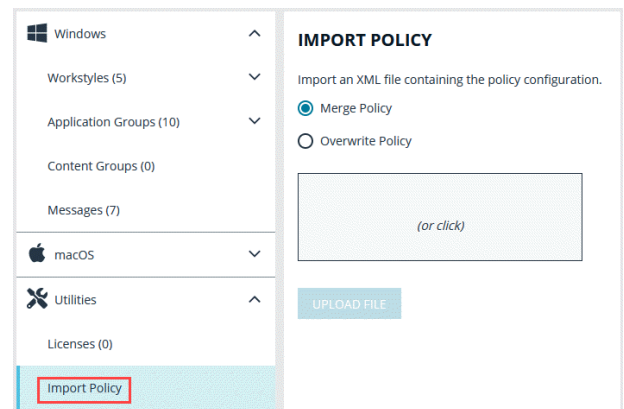 Windows
Workstyles (5)
Application Groups (10)
Content Groups (0)
Messages (7)
macOS
Utilities
Licenses (0)
Import Policy
IMPORT POLICY
Import an XML file containing the policy configuration.
Merge Policy
Overwrite Policy
(or click)
UPLOAD FILE